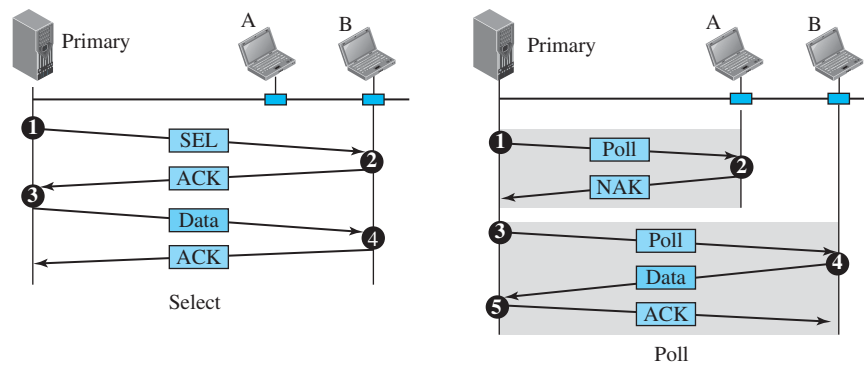 Primary
A
B
1
SEL
2
ACK
3
Data
4
ACK
Select
Primary
A
B
1
Poll
2
NAK
3
Poll
4
Data
5
ACK
Poll